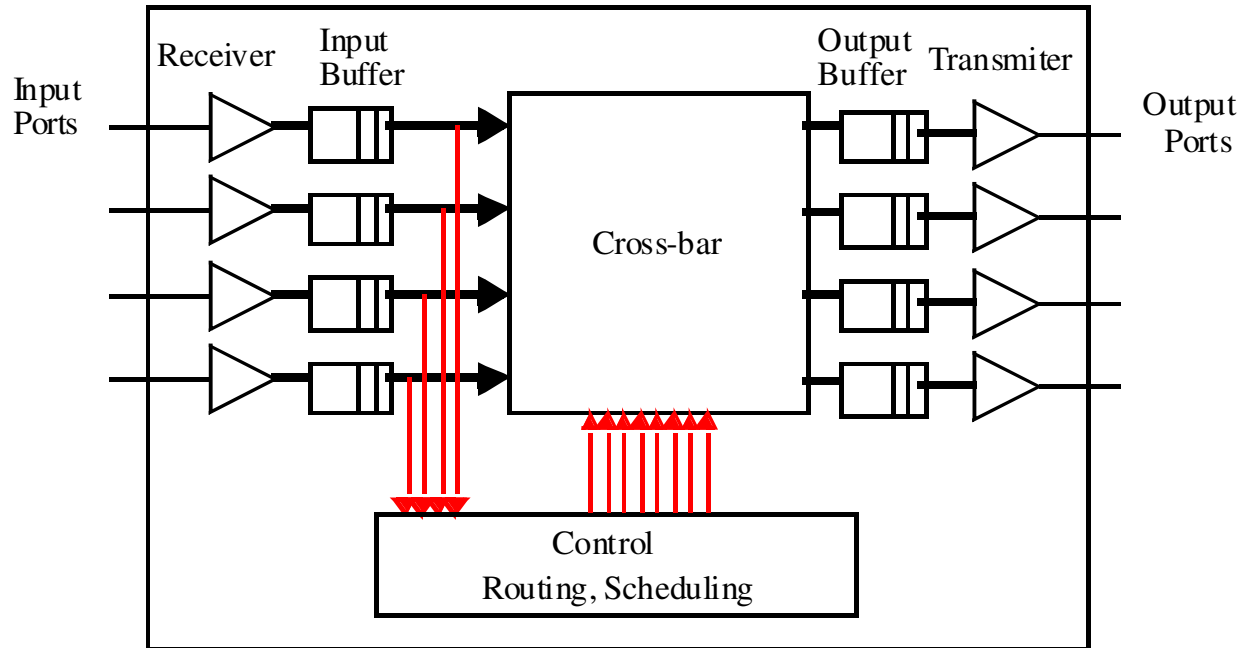 Input
Ports
Receiver
Input
Buffer
Output
Buffer
Transmiter
Output
Ports
Cross-bar
Control
Routing, Scheduling